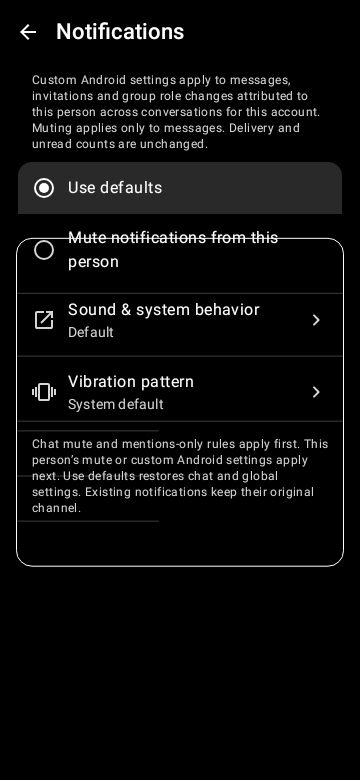 Notifications
Custom Android settings apply to messages,
invitations and group role changes attributed to
this person across conversations for this account.
Muting applies only to messages. Delivery and
unread counts are unchanged.
Use defaults
Mute notifications from this
person
Sound & system behavior
Default
Vibration pattern
System default
Chat mute and mentions-only rules apply first. This
person's mute or custom Android settings apply
next. Use defaults restores chat and global
settings. Existing notifications keep their original
channel.